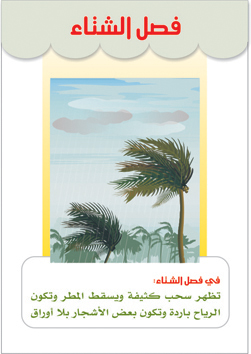 فصل الشتاء
في فصل الشتاء:
تظهر سحب كثيفة ويسقط المطر وتكون
الرياح باردة وتكون بعض الأشجار بلا أوراق